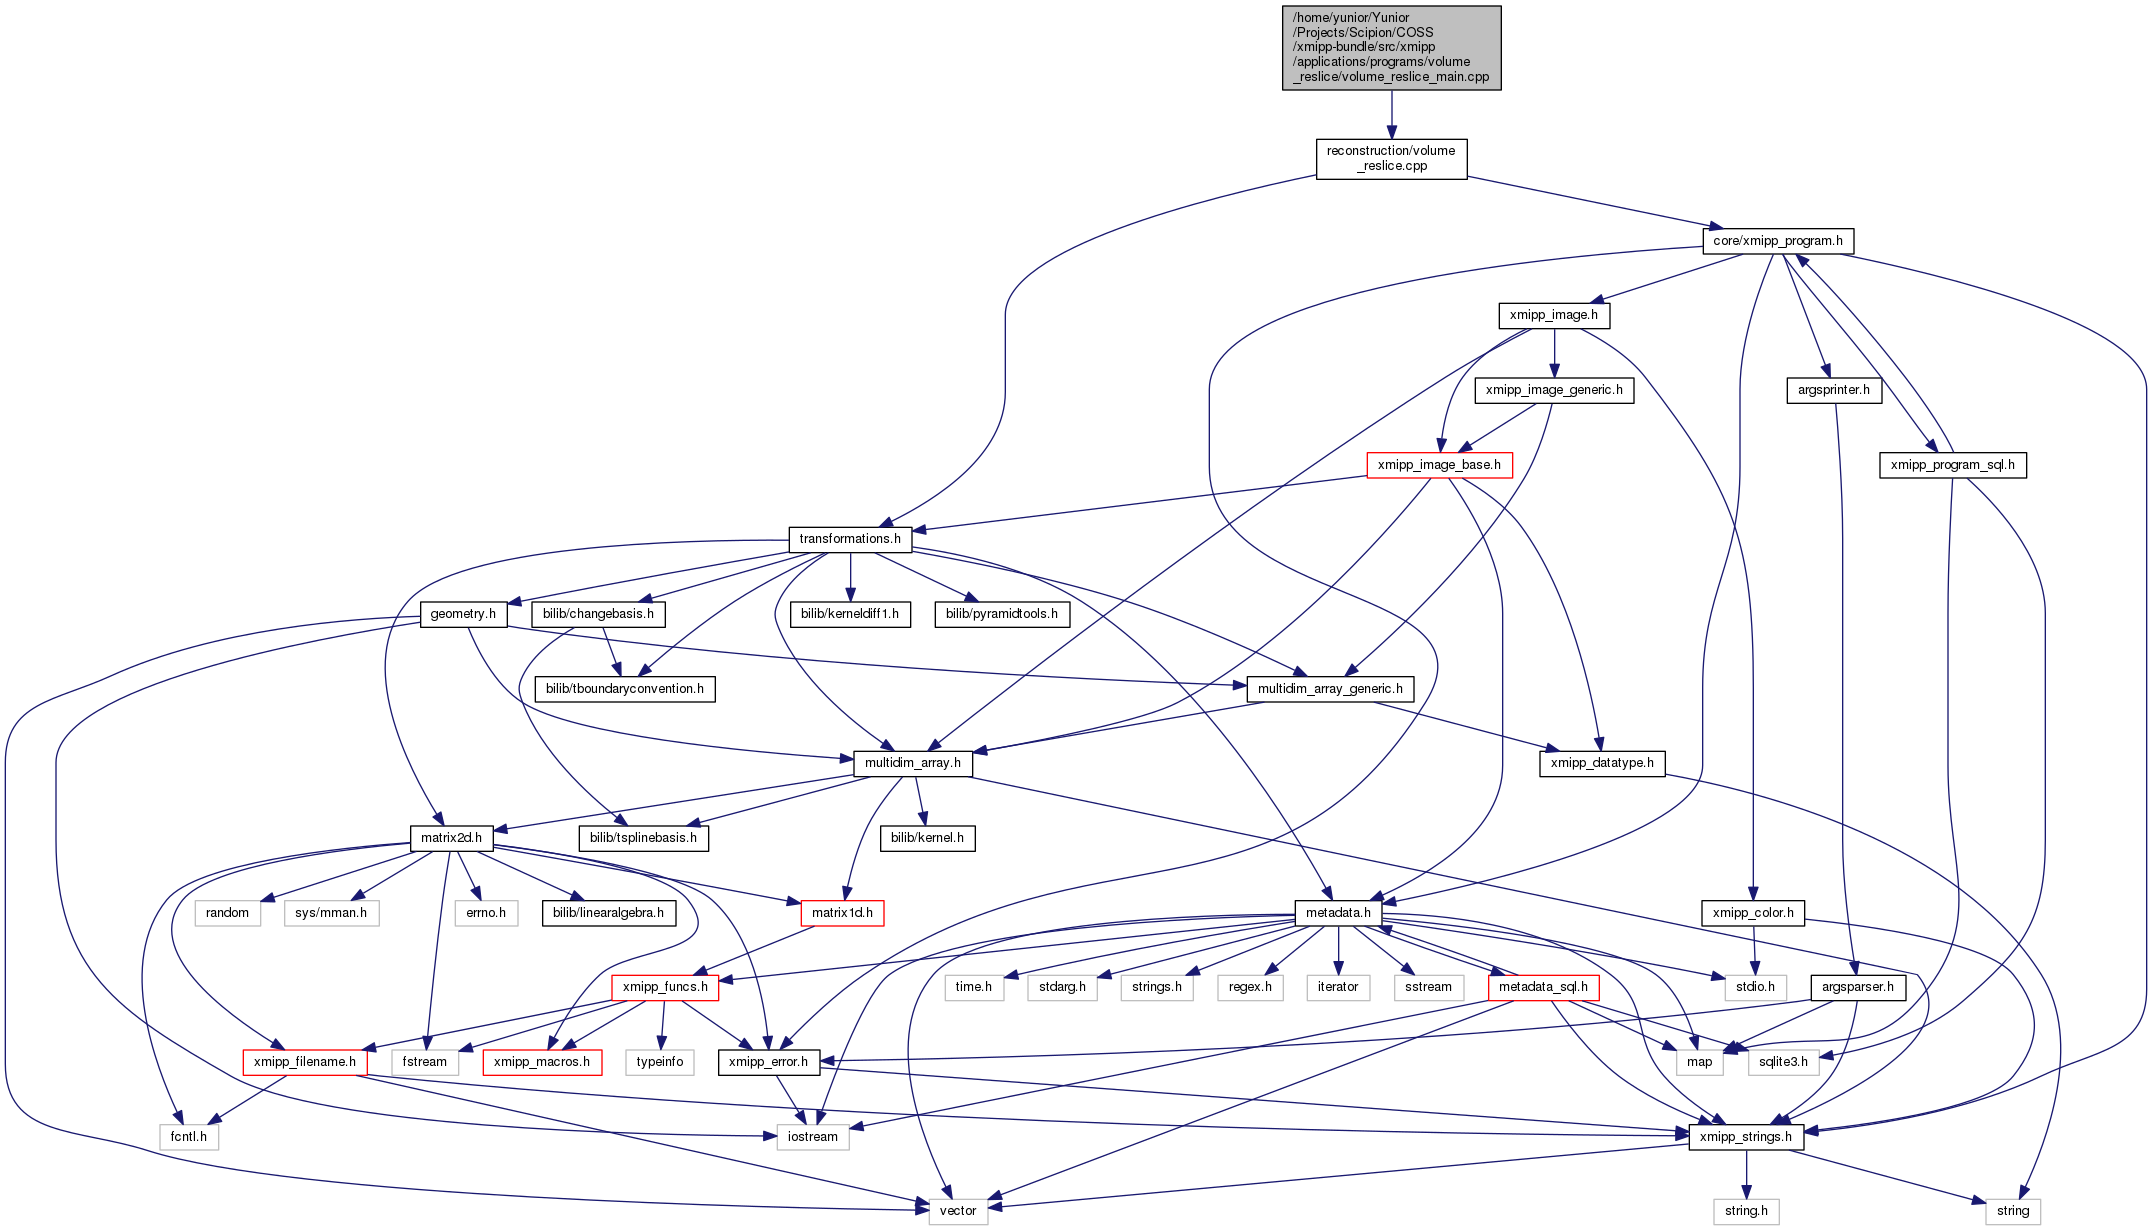 /home/yunior/Yunior
/Projects/Scipion/COSS
/xmipp-bundle/src/xmipp
/applications/programs/volume
_reslice/volume_reslice_main.cpp
reconstruction/volume
_reslice.cpp
core/xmipp_program.h
xmipp_image.h
xmipp_image_generic.h
argsprinter.h
xmipp_image_base.h
xmipp_program_sql.h
transformations.h
geometry.h
bilib/changebasis.h
bilib/kerneldiff1.h
bilib/pyramidtools.h
bilib/tboundaryconvention.h
multidim_array_generic.h
multidim_array.h
xmipp_datatype.h
matrix2d.h
bilib/tsplinebasis.h
bilib/kernel.h
random
sys/mman.h
errno.h
bilib/linearalgebra.h
matrix1d.h
metadata.h
xmipp_color.h
xmipp_funcs.h
time.h
stdarg.h
strings.h
regex.h
iterator
sstream
metadata_sql.h
stdio.h
argsparser.h
xmipp_filename.h
fstream
xmipp_macros.h
typeinfo
xmipp_error.h
map
sqlite3.h
fcntl.h
iostream
xmipp_strings.h
vector
string.h
string